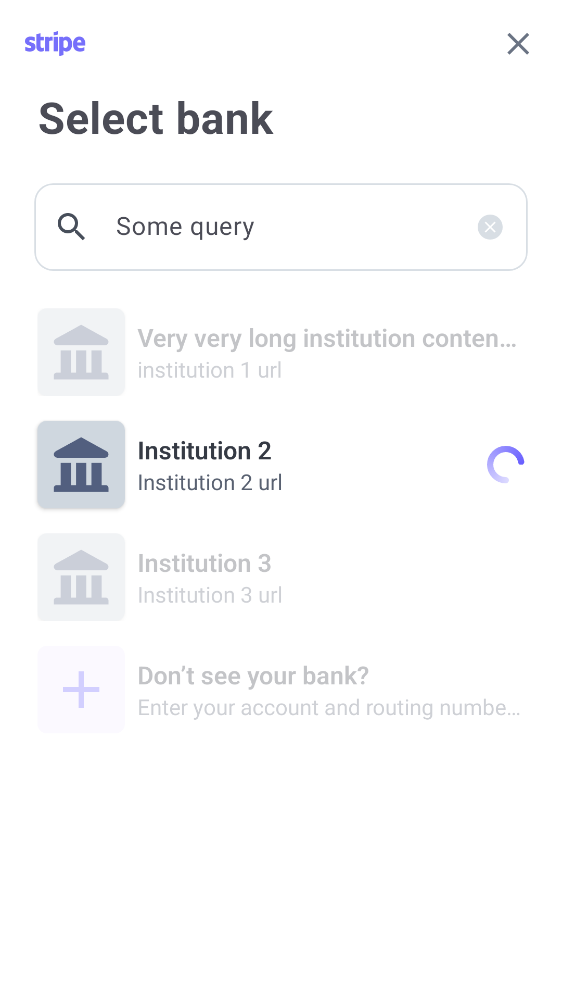 stripe
Select bank
Some query
Very very long institution conten…
institution 1 url
Institution 2
Institution 2 url
Institution 3
Institution 3 url
Don’t see your bank?
Enter your account and routing numbe…